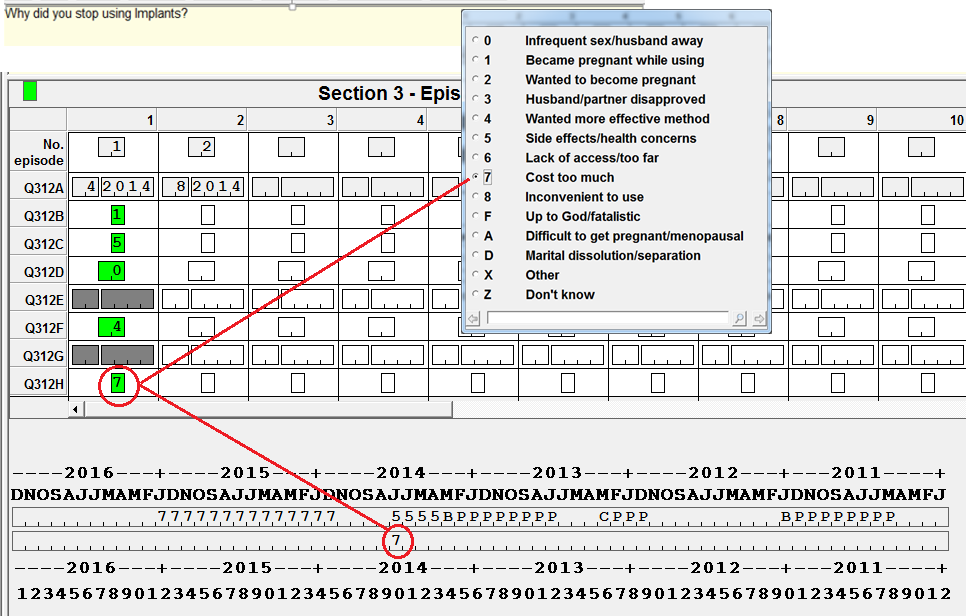 Why did you stop using Implants?
0 Infrequent sex/husband away
1 Became pregnant while using
2 Wanted to become pregnant
3 Husband/partner disapproved
4 Wanted more effective method
5 Side effects/health concerns
6 Lack of access/too far
7 Cost too much
8 Inconvenient to use
F Up to God/fatalistic
A Difficult to get pregnant/menopausal
D Marital dissolution/separation
X Other
Z Don't know
Section 3 - Epis
1 2 3 4 8 9 10
No. episode 1 2
Q312A 4 2014 8 2014
Q312B 1
Q312C 5
Q312D 0
Q312E
Q312F 4
Q312G
Q312H 7
----2016---+----2015---+----2014---+----2013---+----2012---+----2011---+
DNOSAJJMAMFJDNOSAJJMAMFJDNOSAJJMAMFJDNOSAJJMAMFJDNOSAJJMAMFJDNOSAJJMAMFJ
77777777777777 5555BPPPPPPPP CPPP BPPPPPPPP
7
----2016---+----2015---+----2014---+----2013---+----2012---+----2011---+
123456789012123456789012123456789012123456789012123456789012123456789012